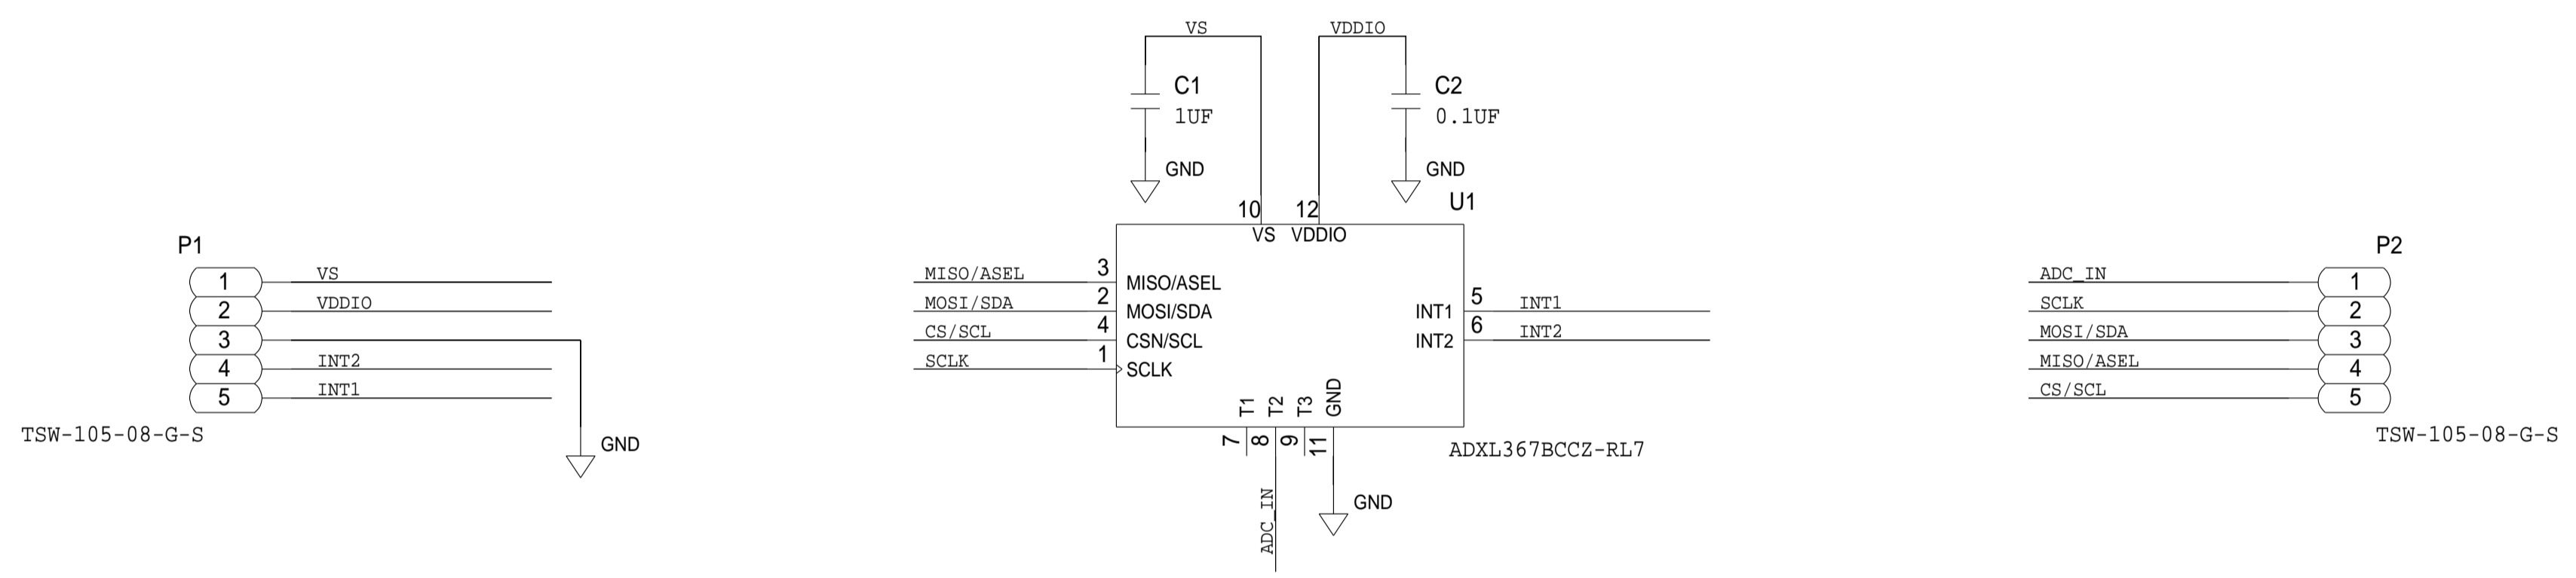 VS
VDDIO
C1
1UF
GND
C2
0.1UF
GND
U1
10
12
VS
VDDIO
P1
1 VS
2 VDDIO
3
4 INT2
5 INT1
GND
TSW-105-08-G-S
MISO/ASEL 3 MISO/ASEL
MOSI/SDA 2 MOSI/SDA
CS/SCL 4 CSN/SCL
SCLK 1 SCLK
INT1 5 INT1
INT2 6 INT2
T1
T2
T3
GND
7
8
9
11
ADC_IN
GND
ADXL367BCCZ-RL7
P2
ADC_IN 1
SCLK 2
MOSI/SDA 3
MISO/ASEL 4
CS/SCL 5
TSW-105-08-G-S